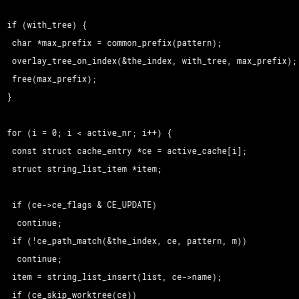 if (with_tree) {
char *max_prefix = common_prefix(pattern);
overlay_tree_on_index(&the_index, with_tree, max_prefix);
free(max_prefix);
}
for (i = 0; i < active_nr; i++) {
const struct cache_entry *ce = active_cache[i];
struct string_list_item *item;
if (ce->ce_flags & CE_UPDATE)
continue;
if (!ce_path_match(&the_index, ce, pattern, m))
continue;
item = string_list_insert(list, ce->name);
if (ce_skip_worktree(ce))